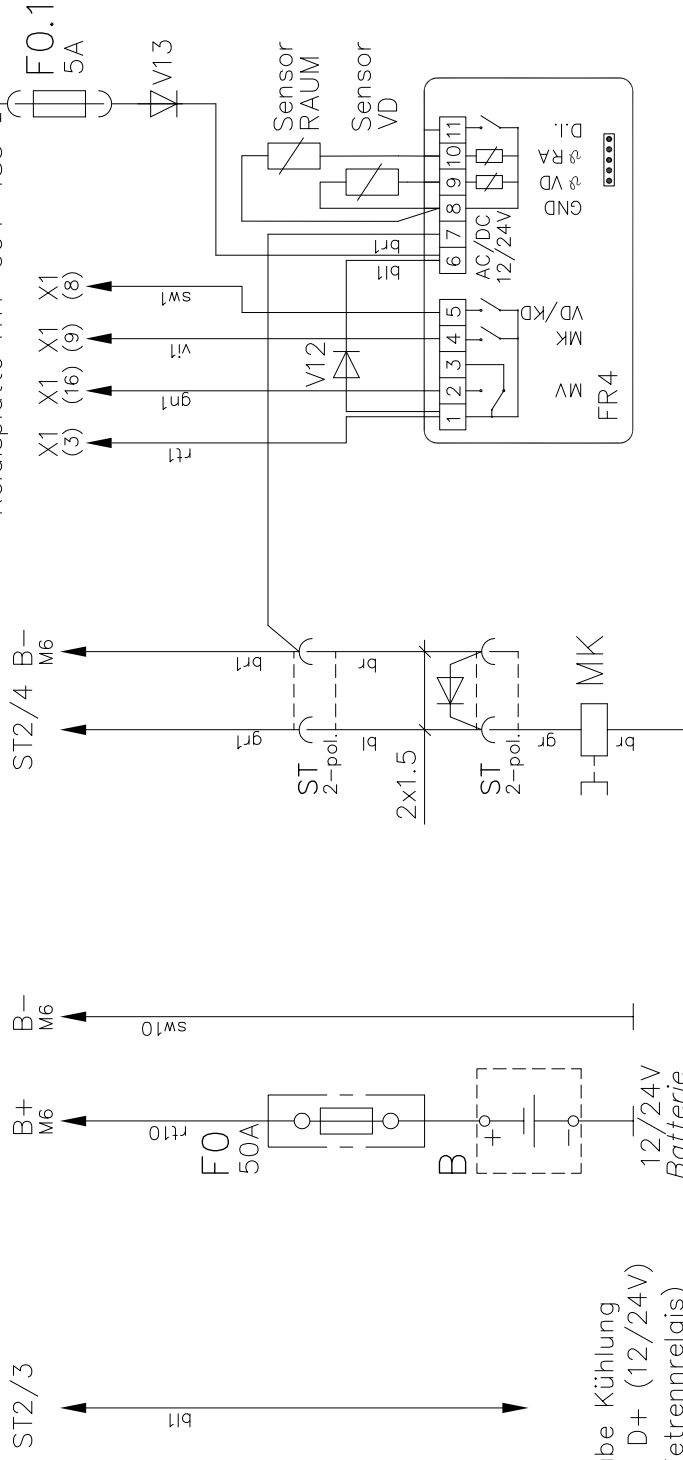 F0.1
5A
V13
Sensor
RAUM
Sensor
VD
X1
(8)
X1
(9)
X1
(16)
X1
(3)
sw1
vi1
gn1
rt1
V12
br1
bl1
11
10
9
8
7
6
5
4
3
2
1
D.I.
ϑ RA
ϑ VD
GND
AC/DC
12/24V
VD/KD
MK
MV
FR4
ST2/4
B-
M6
br1
gr1
br
bl
ST
2-pol.
2x1.5
ST
2-pol.
gr
br
MK
B-
M6
B+
M6
sw10
rt10
F0
50A
B
+
-
12/24V
Batterie
ST2/3
bl1
Kühlung
D+ (12/24V)